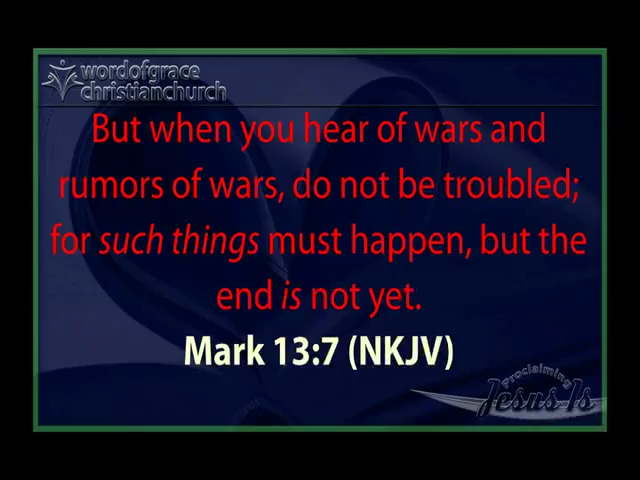 wordofgrace
christianchurch
But when you hear of wars and
rumors of wars, do not be troubled;
for such things must happen, but the
end is not yet.
Mark 13:7 (NKJV)
Proclaiming
Jesus Is